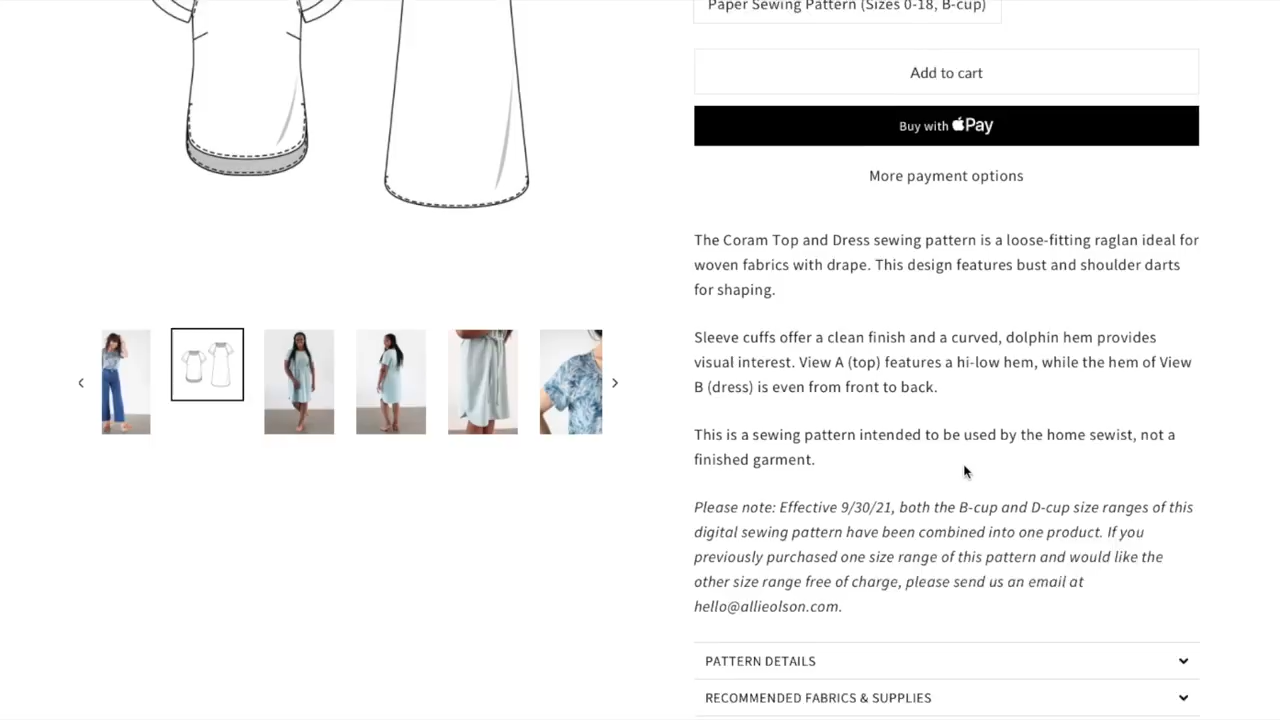 Paper Sewing Pattern (Sizes 0-18, B-cup)
Add to cart
Buy with Pay
More payment options
The Coram Top and Dress sewing pattern is a loose-fitting raglan ideal for
woven fabrics with drape. This design features bust and shoulder darts
for shaping.
Sleeve cuffs offer a clean finish and a curved, dolphin hem provides
visual interest. View A (top) features a hi-low hem, while the hem of View
B (dress) is even from front to back.
This is a sewing pattern intended to be used by the home sewist, not a
finished garment.
Please note: Effective 9/30/21, both the B-cup and D-cup size ranges of this
digital sewing pattern have been combined into one product. If you
previously purchased one size range of this pattern and would like the
other size range free of charge, please send us an email at
hello@allieolson.com.
PATTERN DETAILS
RECOMMENDED FABRICS & SUPPLIES